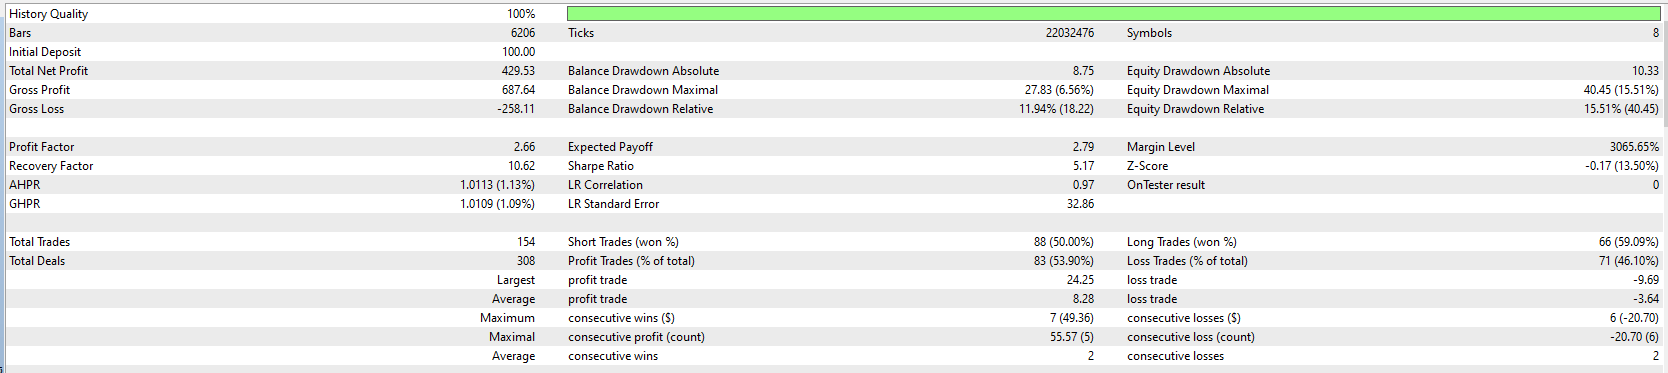 History Quality 100%
Bars 6206 Ticks 22032476 Symbols 8
Initial Deposit 100.00
Total Net Profit 429.53 Balance Drawdown Absolute 8.75 Equity Drawdown Absolute 10.33
Gross Profit 687.64 Balance Drawdown Maximal 27.83 (6.56%) Equity Drawdown Maximal 40.45 (15.51%)
Gross Loss -258.11 Balance Drawdown Relative 11.94% (18.22) Equity Drawdown Relative 15.51% (40.45)
Profit Factor 2.66 Expected Payoff 2.79 Margin Level 3065.65%
Recovery Factor 10.62 Sharpe Ratio 5.17 Z-Score -0.17 (13.50%)
AHPR 1.0113 (1.13%) LR Correlation 0.97 OnTester result 0
GHPR 1.0109 (1.09%) LR Standard Error 32.86
Total Trades 154 Short Trades (won %) 88 (50.00%) Long Trades (won %) 66 (59.09%)
Total Deals 308 Profit Trades (% of total) 83 (53.90%) Loss Trades (% of total) 71 (46.10%)
Largest profit trade 24.25 loss trade -9.69
Average profit trade 8.28 loss trade -3.64
Maximum consecutive wins ($) 7 (49.36) consecutive losses ($) 6 (-20.70)
Maximal consecutive profit (count) 55.57 (5) consecutive loss (count) -20.70 (6)
Average consecutive wins 2 consecutive losses 2